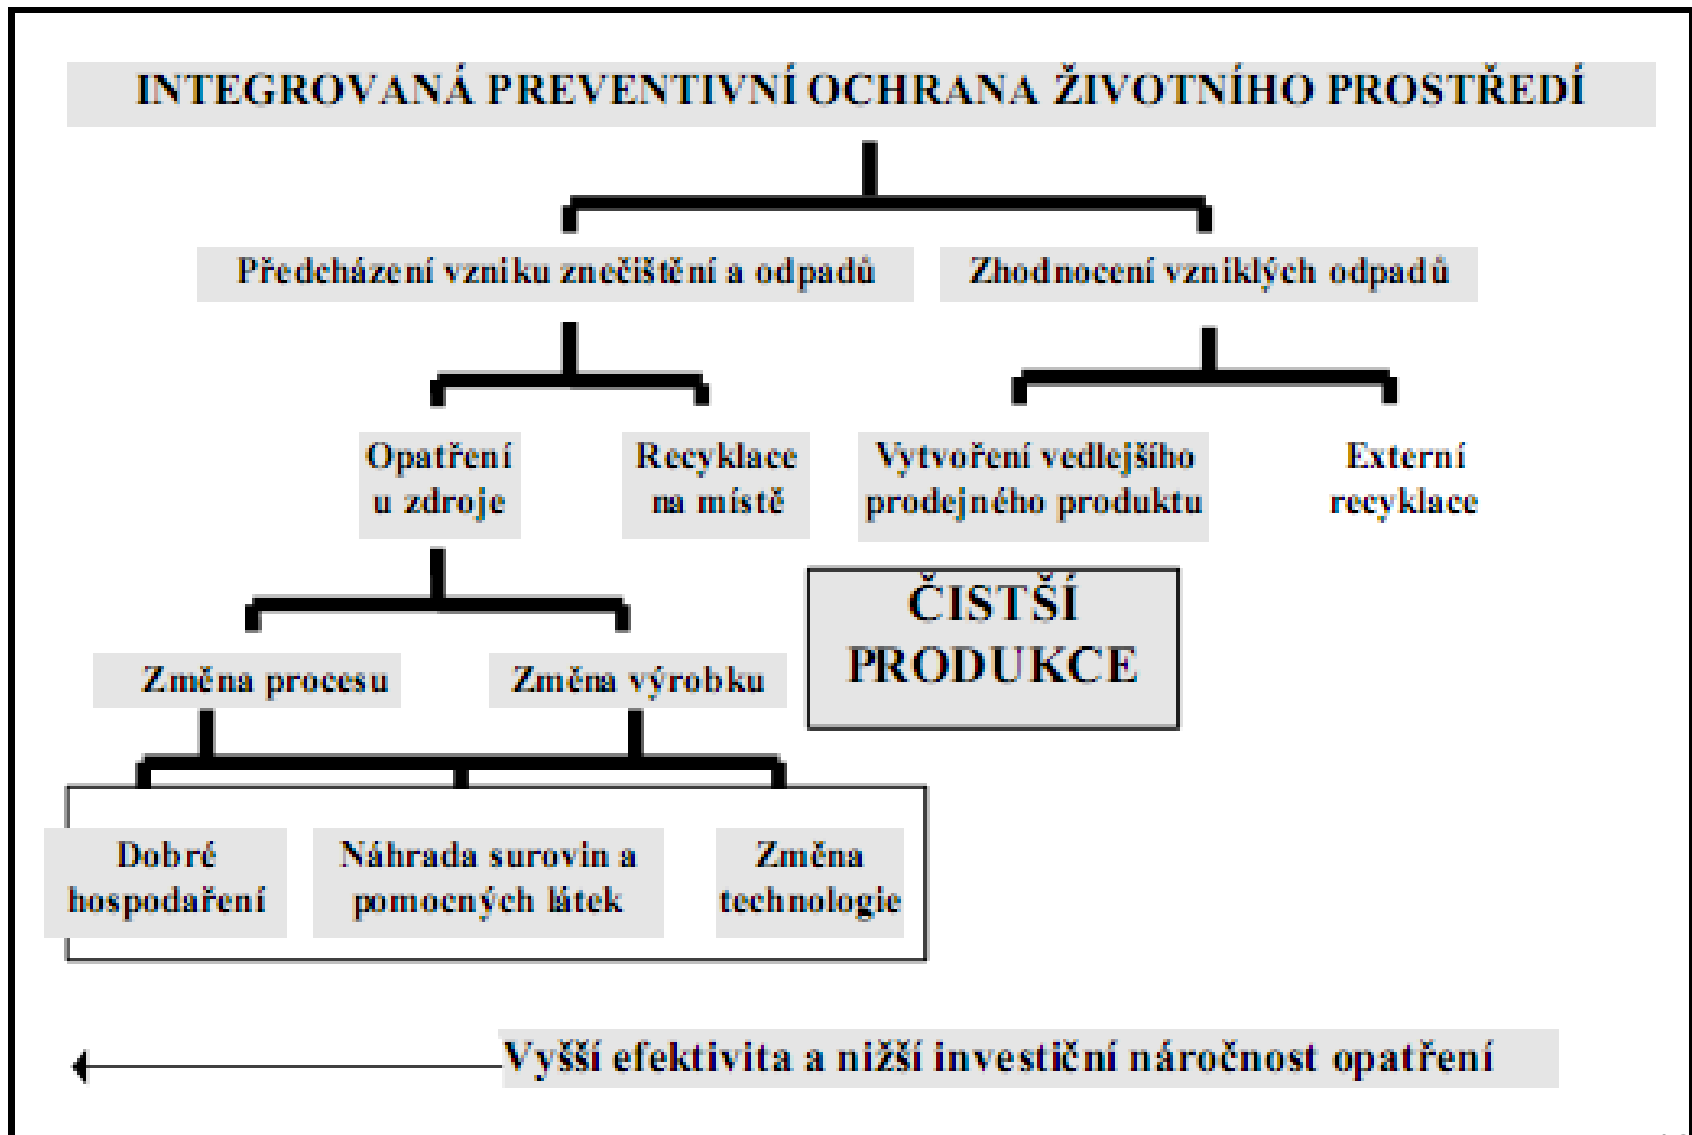 INTEGROVANÁ PREVENTIVNÍ OCHRANA ŽIVOTNÍHO PROSTŘEDÍ
Předcházení vzniku znečištění a odpadů
Zhodnocení vzniklých odpadů
Opatření
u zdroje
Recyklace
na místě
Vytvoření vedlejšího
prodejného produktu
Externí
recyklace
ČISTŠÍ
PRODUKCE
Změna procesu
Změna výrobku
Dobré
hospodaření
Náhrada surovin a
pomocných látek
Změna
technologie
Vyšší efektivita a nižší investiční náročnost opatření